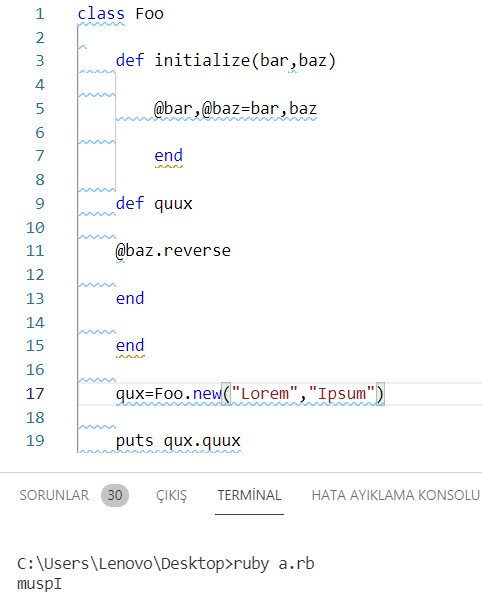 1 class Foo
2
3 def initialize(bar,baz)
4
5 @bar,@baz=bar,baz
6
7 end
8
9 def quux
10
11 @baz.reverse
12
13 end
14
15 end
16
17 qux=Foo.new("Lorem","Ipsum")
18
19 puts qux.quux
SORUNLAR 30 ÇIKIŞ TERMİNAL HATA AYIKLAMA KONSOLU
C:\Users\Lenovo\Desktop>ruby a.rb
muspI